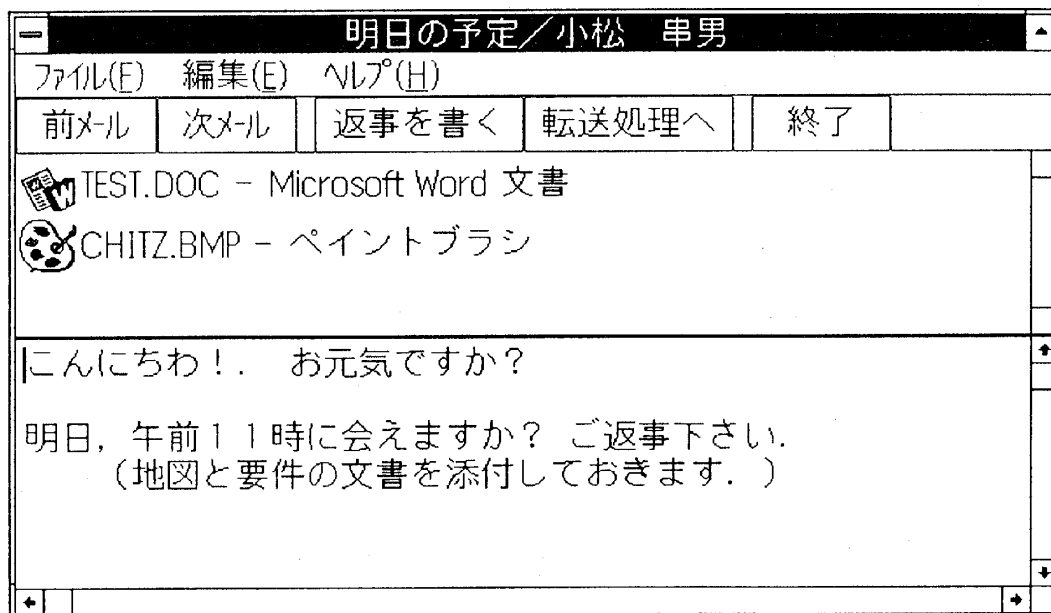 明日の予定／小松　串男
ファイル(F)　編集(E)　ヘルプ(H)
前メール　次メール　返事を書く　転送処理へ　終了
TEST.DOC － Microsoft Word 文書
CHITZ.BMP － ペイントブラシ
こんにちわ！．　お元気ですか？
明日，午前１１時に会えますか？　ご返事下さい．
（地図と要件の文書を添付しておきます．）